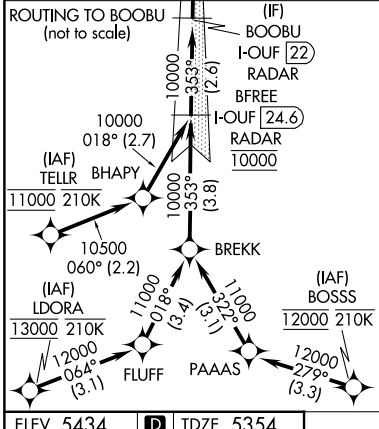 ROUTING TO BOOBU
(not to scale)
(IF)
BOOBU
I-OUF 22
RADAR
10000
353°
(2.6)
BFREE
I-OUF 24.6
RADAR
10000
10000
018° (2.7)
(IAF)
TELLR
11000 210K
BHAPY
10500
060° (2.2)
10000
353°
(3.8)
BREKK
(IAF)
LDORA
13000 210K
12000
064°
(3.1)
FLUFF
11000
018°
(3.4)
11000
322°
(3.1)
PAAAS
(IAF)
BOSSS
12000 210K
12000
279°
(3.3)
ELEV 5434 D TDZE 5354